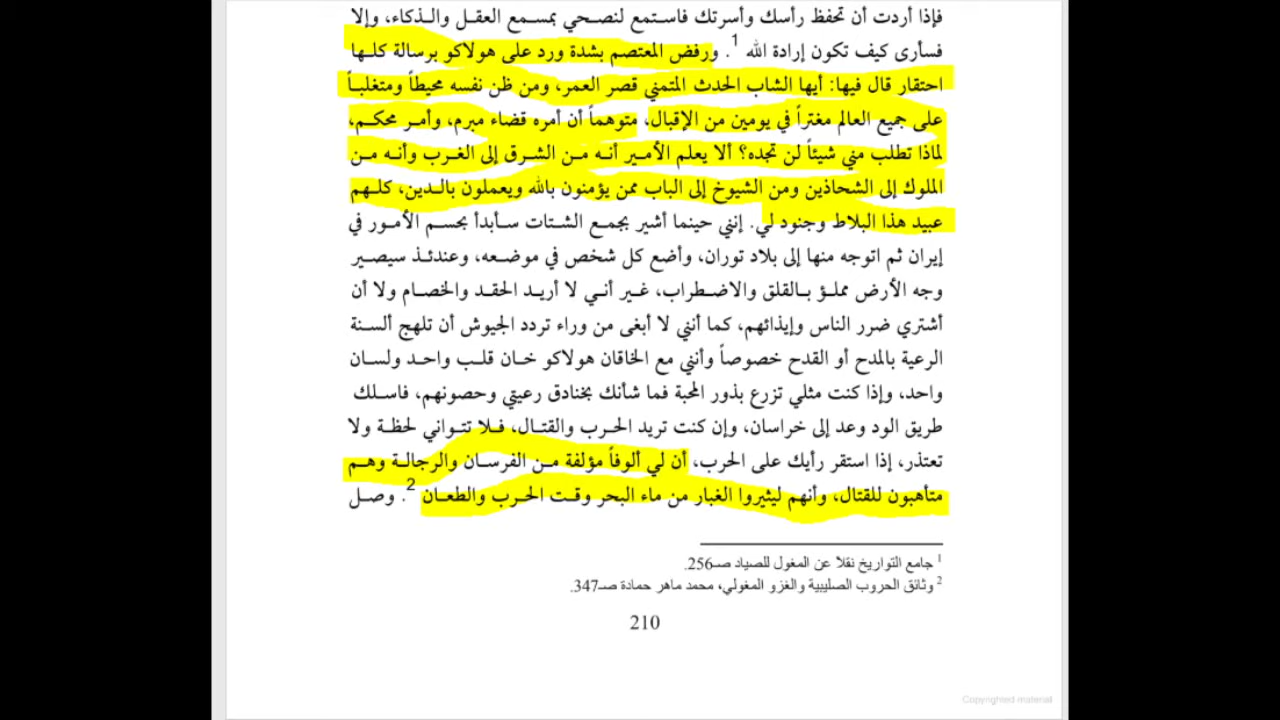 فإذا أردت أن تحفظ رأسك وأسرتك فاستمع لنصحي بمسمع العقل والذكاء، وإلا
فسأرى كيف تكون إرادة الله 1. ورفض المعتصم بشدة ورد على هولاكو برسالة كلها
احتقار قال فيها: أيها الشاب الحدث المتمني قصر العمر، ومن ظن نفسه محيطاً ومتغلباً
على جميع العالم مغتراً في يومين من الإقبال، متوهماً أن أمره قضاء مبرم، وأمر محكم،
لماذا تطلب مني شيئاً لن تجده؟ ألا يعلم الأمير أنه من الشرق إلى الغرب وأنه من
الملوك إلى الشحاذين ومن الشيوخ إلى الباب ممن يؤمنون بالله ويعملون بالدين، كلهم
عبيد هذا البلاط وجنود لي. إنني حينما أشير بجمع الشتات سأبدأ بحسم الأمور في
إيران ثم اتوجه منها إلى بلاد توران، وأضع كل شخص في موضعه، وعندئذ سيصير
وجه الأرض مملؤ بالقلق والاضطراب، غير أني لا أريد الحقد والخصام ولا أن
أشتري ضرر الناس وإيذائهم، كما أنني لا أبغى من وراء تردد الجيوش أن تلهج ألسنة
الرعية بالمدح أو القدح خصوصاً وأنني مع الخاقان هولاكو خان قلب واحد ولسان
واحد، وإذا كنت مثلي تزرع بذور المحبة فما شأنك بخنادق رعيتي وحصونهم، فاسلك
طريق الود وعد إلى خراسان، وإن كنت تريد الحرب والقتال، فلا تتواني لحظة ولا
تعتذر، إذا استقر رأيك على الحرب، أن لي ألوفاً مؤلفة من الفرسان والرجالة وهم
متأهبون للقتال، وأنهم ليثيروا الغبار من ماء البحر وقت الحرب والطعان 2. وصل
1 جامع التواريخ نقلا عن المغول للصياد صـ256.
2 وثائق الحروب الصليبية والغزو المغولي، محمد ماهر حمادة صـ347.
210
Copyrighted material